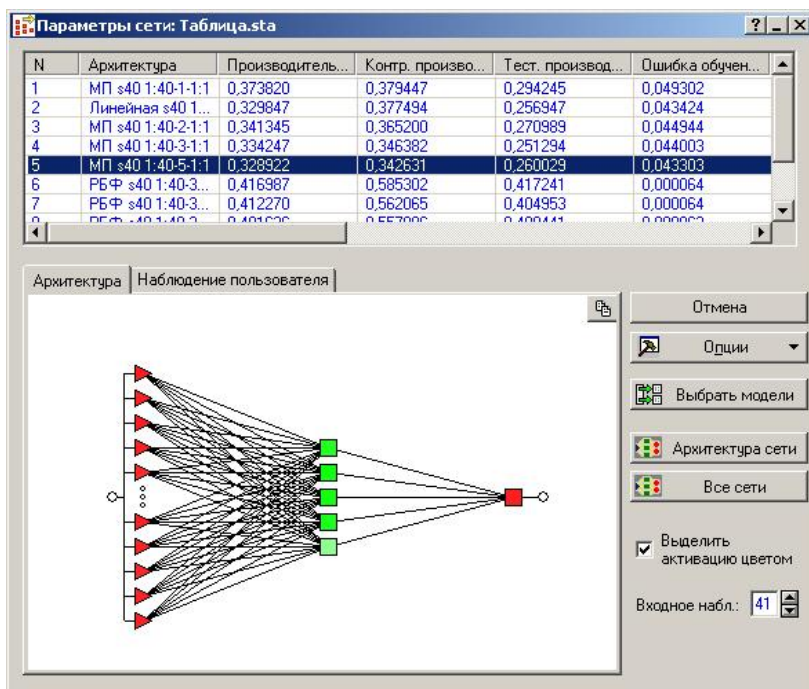 Параметры сети: Таблица.sta
N Архитектура Производитель... Контр. произво... Тест. производ... Ошибка обучен...
1 МП s40 1:40-1-1:1 0,373820 0,379447 0,294245 0,049302
2 Линейная s40 1... 0,329847 0,377494 0,256947 0,043424
3 МП s40 1:40-2-1:1 0,341345 0,365200 0,270989 0,044944
4 МП s40 1:40-3-1:1 0,334247 0,346382 0,251294 0,044003
5 МП s40 1:40-5-1:1 0,328922 0,342631 0,260029 0,043303
6 РБФ s40 1:40-3... 0,416987 0,585302 0,417241 0,000064
7 РБФ s40 1:40-3... 0,412270 0,562065 0,404953 0,000064
Архитектура Наблюдение пользователя
Отмена
Опции
Выбрать модели
Архитектура сети
Все сети
Выделить
активацию цветом
Входное набл.: 41